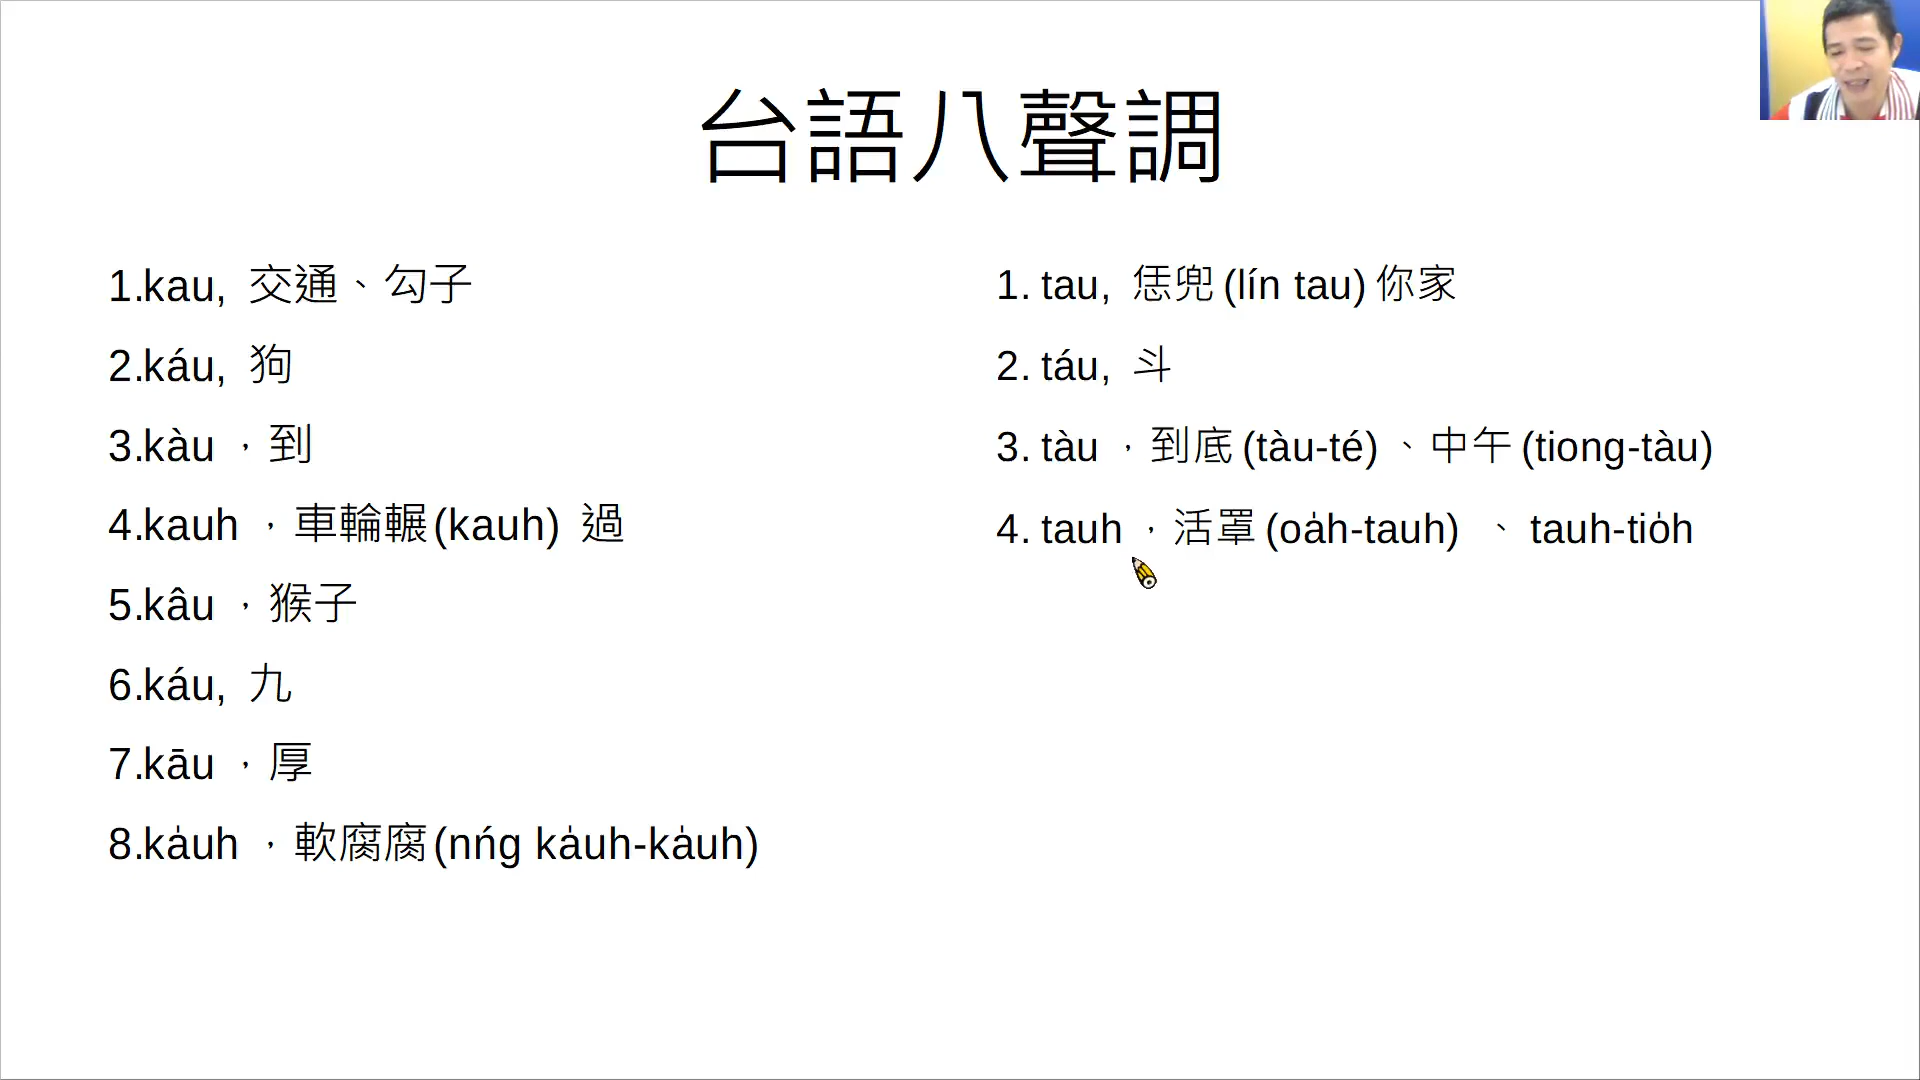 台語八聲調
1.kau, 交通、勾子
2.káu, 狗
3.kàu ，到
4.kauh ，車輪輾(kauh) 過
5.kâu ，猴子
6.káu, 九
7.kāu ，厚
8.ka̍uh ，軟腐腐(nńg ka̍uh-ka̍uh)
1. tau, 恁兜(lín tau)你家
2. táu, 斗
3. tàu ，到底(tàu-té) 、中午(tiong-tàu)
4. tauh ，活罩(oa̍h-tauh) 、 tauh-tio̍h